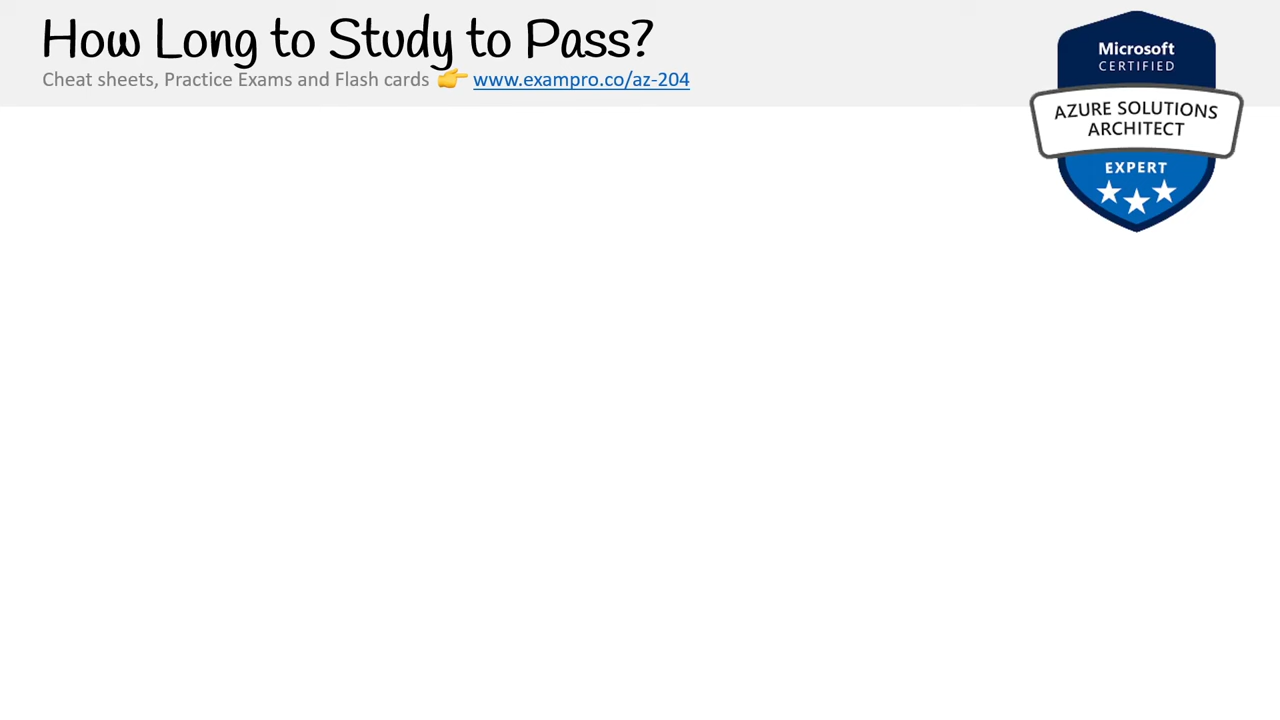 How Long to Study to Pass?
Cheat sheets, Practice Exams and Flash cards 👉 www.exampro.co/az-204
Microsoft
CERTIFIED
AZURE SOLUTIONS
ARCHITECT
EXPERT